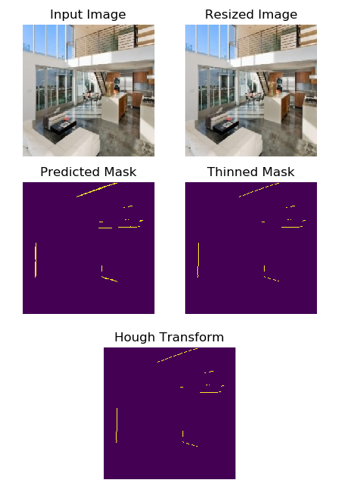 Input Image
Resized Image
Predicted Mask
Thinned Mask
Hough Transform